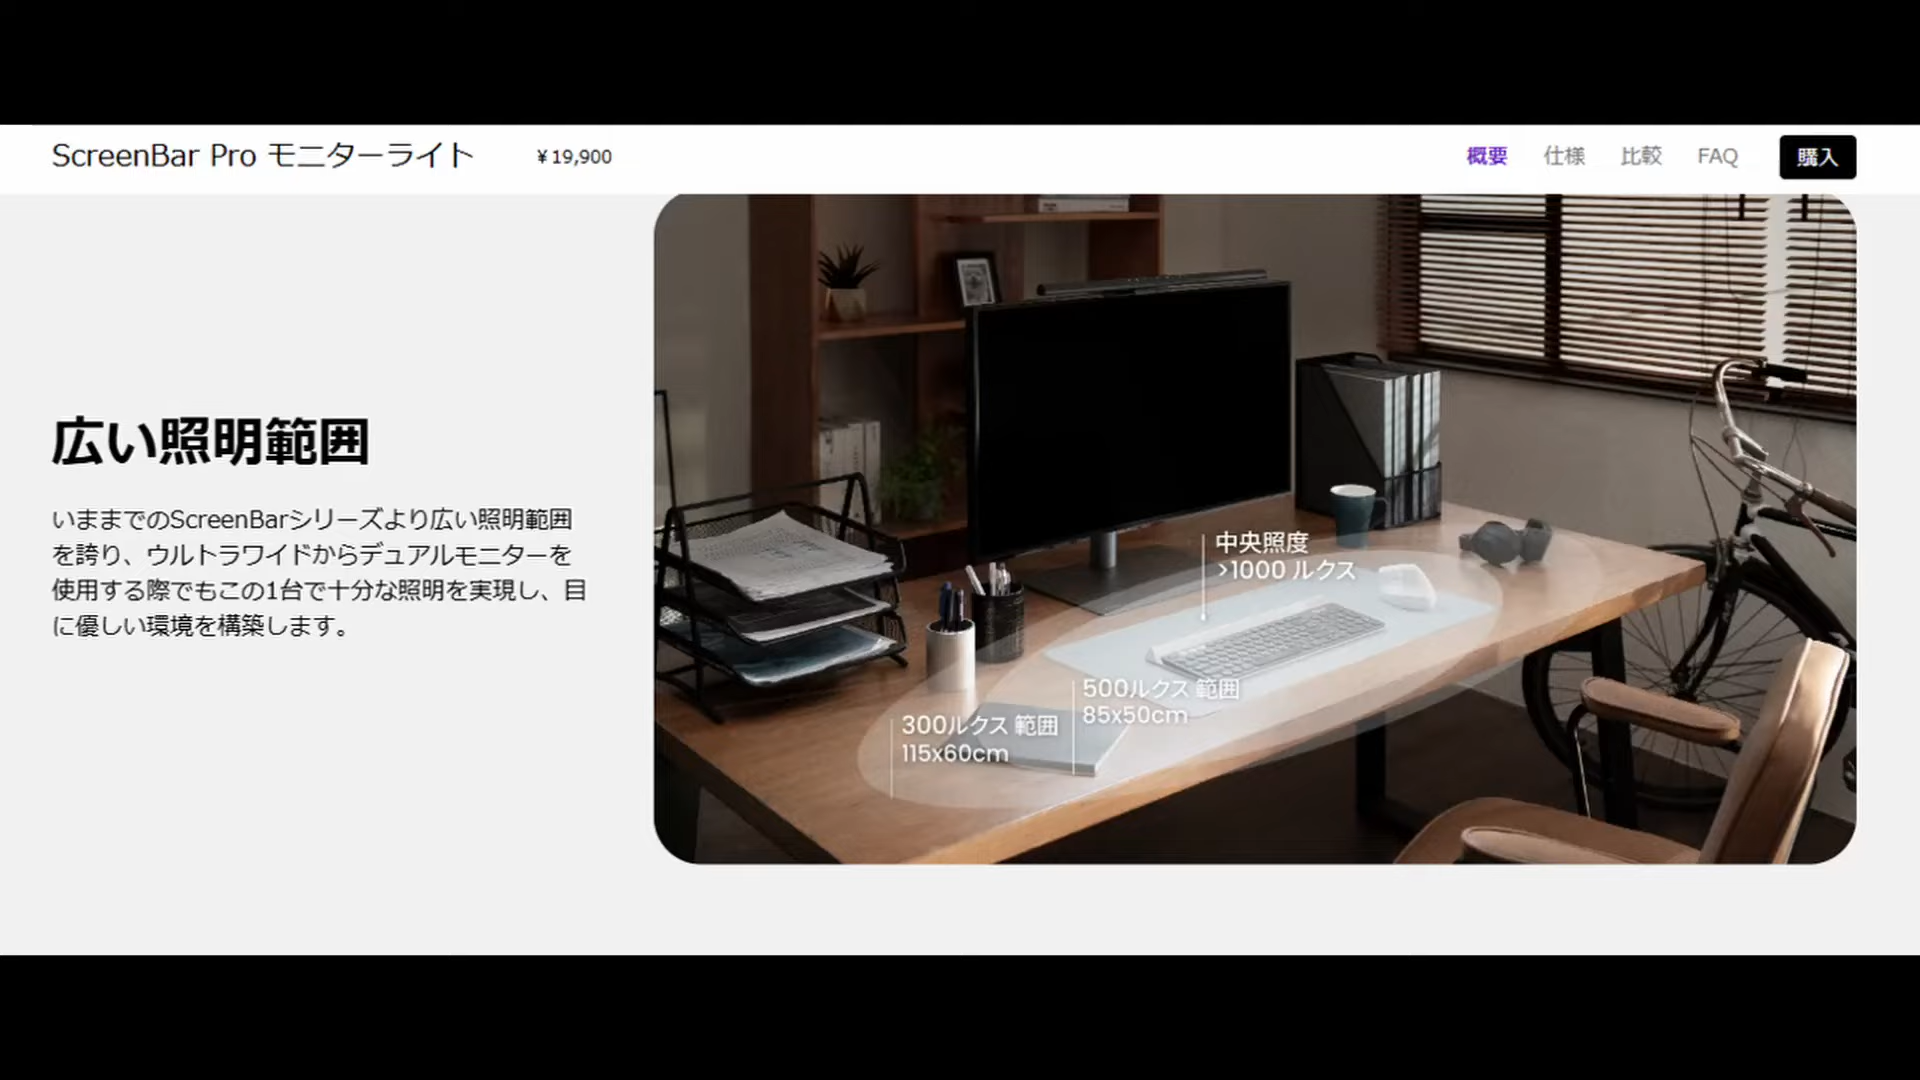 ScreenBar Pro モニターライト ¥19,900 概要 仕様 比較 FAQ 購入
広い照明範囲
いままでのScreenBarシリーズより広い照明範囲
を誇り、ウルトラワイドからデュアルモニターを
使用する際でもこの1台で十分な照明を実現し、目
に優しい環境を構築します。
中央照度
>1000 ルクス
500ルクス 範囲
85x50cm
300ルクス 範囲
115x60cm